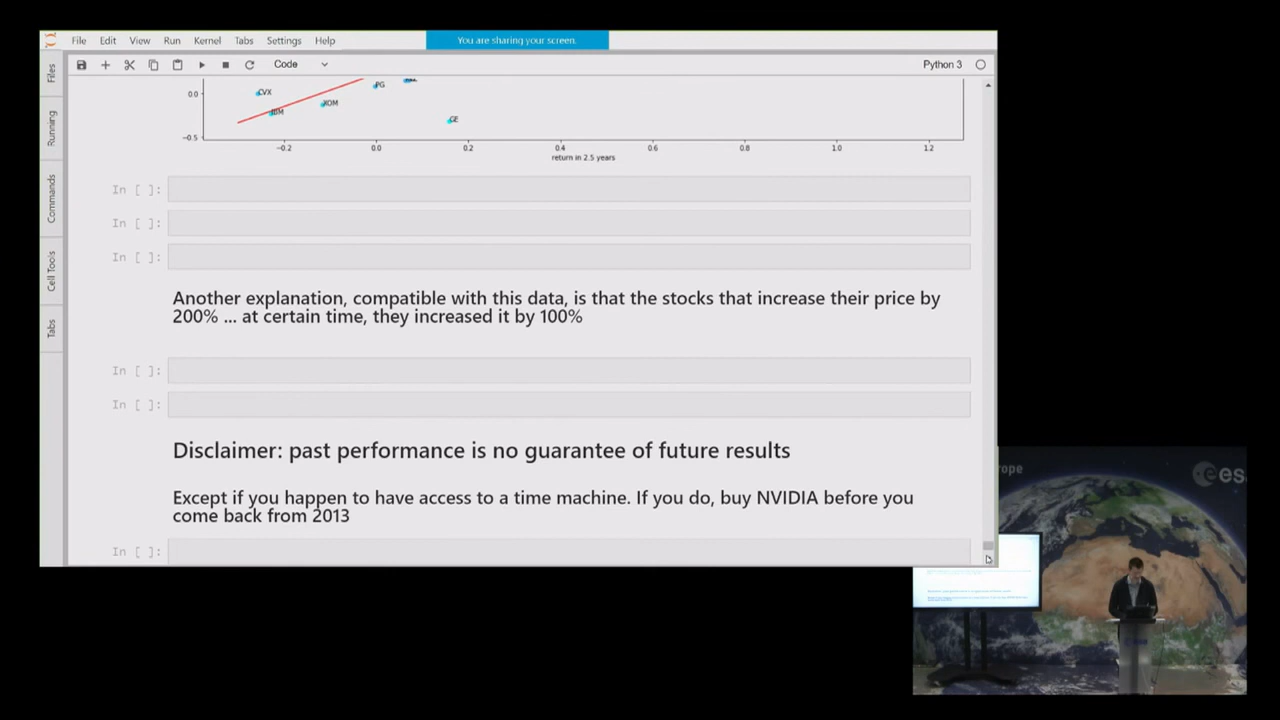 File Edit View Run Kernel Tabs Settings Help
You are sharing your screen.
Code
Python 3
Files
Running
Commands
Cell Tools
Tabs
0.0
−0.5
CVX
IBM
XOM
PG
GE
−0.2 0.0 0.2 0.4 0.6 0.8 1.0 1.2
return in 2.5 years
In [ ]:
In [ ]:
In [ ]:
Another explanation, compatible with this data, is that the stocks that increase their price by
200% ... at certain time, they increased it by 100%
In [ ]:
In [ ]:
Disclaimer: past performance is no guarantee of future results
Except if you happen to have access to a time machine. If you do, buy NVIDIA before you
come back from 2013
In [ ]:
rope
es